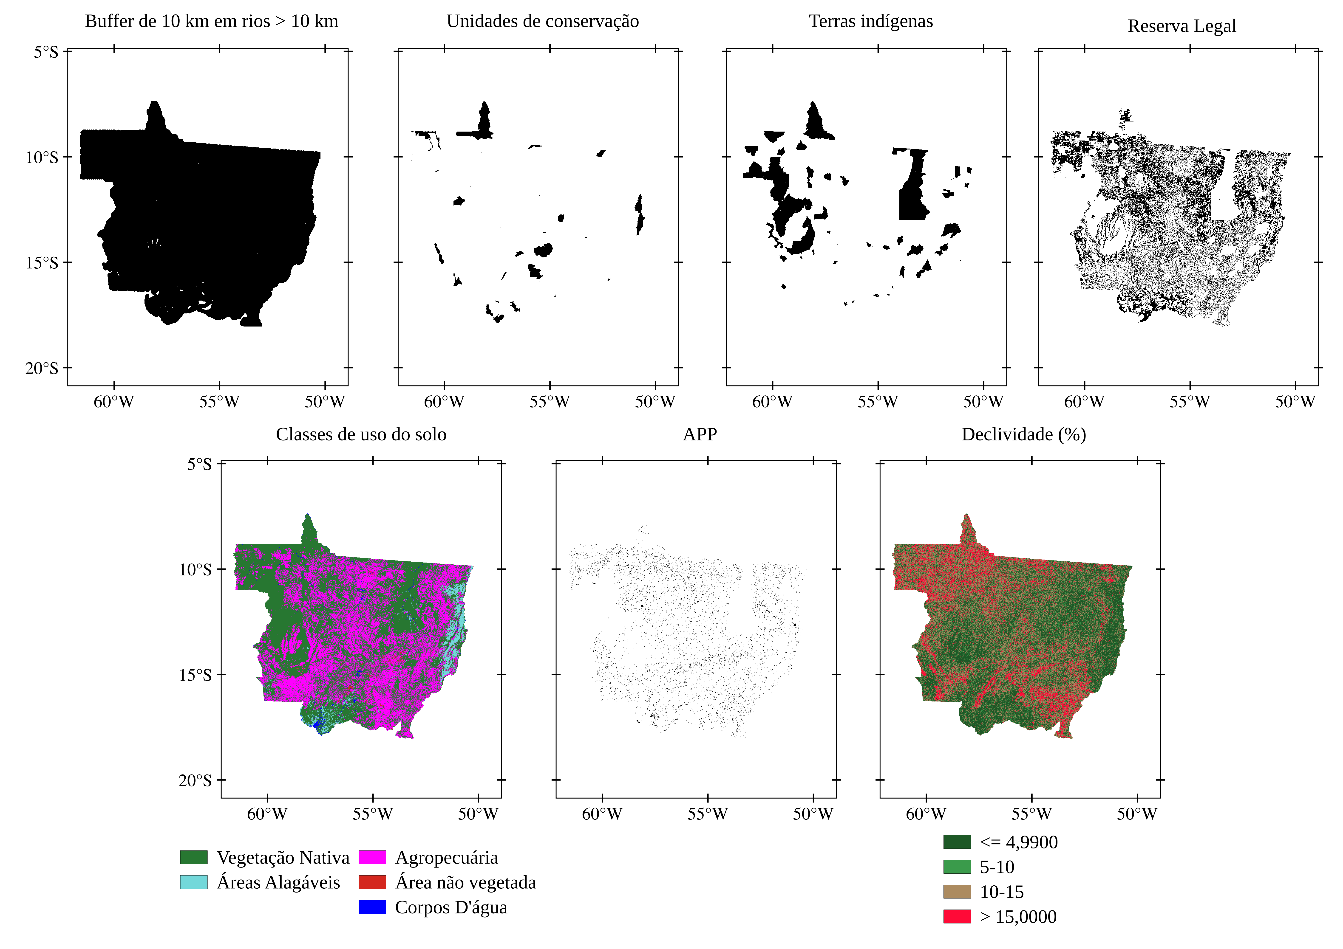 Buffer de 10 km em rios > 10 km
Unidades de conservação
Terras indígenas
Reserva Legal
5°S
10°S
15°S
20°S
60°W 55°W 50°W
60°W 55°W 50°W
60°W 55°W 50°W
60°W 55°W 50°W
Classes de uso do solo
APP
Declividade (%)
5°S
10°S
15°S
20°S
60°W 55°W 50°W
60°W 55°W 50°W
60°W 55°W 50°W
Vegetação Nativa
Áreas Alagáveis
Agropecuária
Área não vegetada
Corpos D'água
<= 4,9900
5-10
10-15
> 15,0000